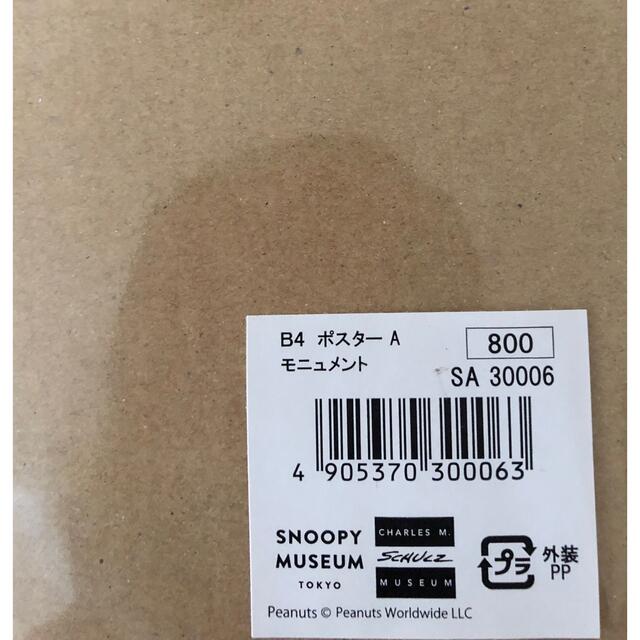 B4 ポスター A
800
モニュメント
SA 30006
4 905370 300063
SNOOPY
MUSEUM
TOKYO
CHARLES M.
SCHULZ
MUSEUM
プラ
外装
PP
Peanuts © Peanuts Worldwide LLC